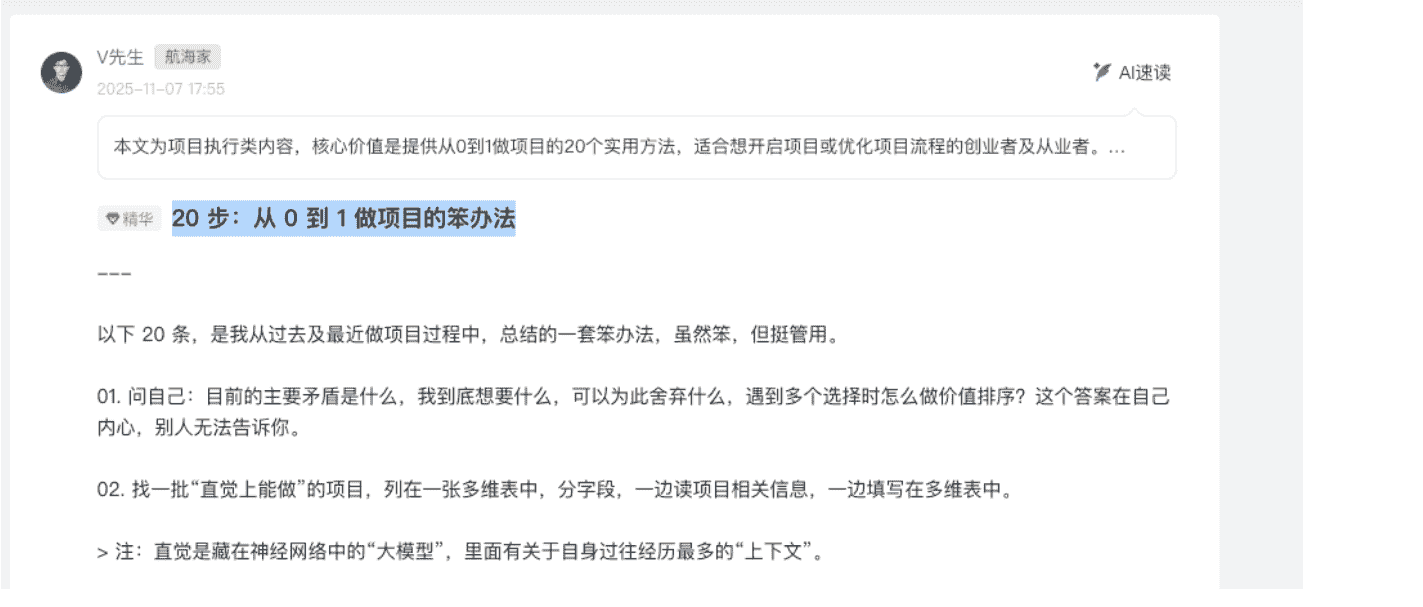 V先生 航海家
2025-11-07 17:55
AI速读
本文为项目执行类内容，核心价值是提供从0到1做项目的20个实用方法，适合想开启项目或优化项目流程的创业者及从业者。...
精华 20 步：从 0 到 1 做项目的笨办法
---
以下 20 条，是我从过去及最近做项目过程中，总结的一套笨办法，虽然笨，但挺管用。
01. 问自己：目前的主要矛盾是什么，我到底想要什么，可以为此舍弃什么，遇到多个选择时怎么做价值排序？这个答案在自己
内心，别人无法告诉你。
02. 找一批“直觉上能做”的项目，列在一张多维表中，分字段，一边读项目相关信息，一边填写在多维表中。
> 注：直觉是藏在神经网络中的“大模型”，里面有关于自身过往经历最多的“上下文”。